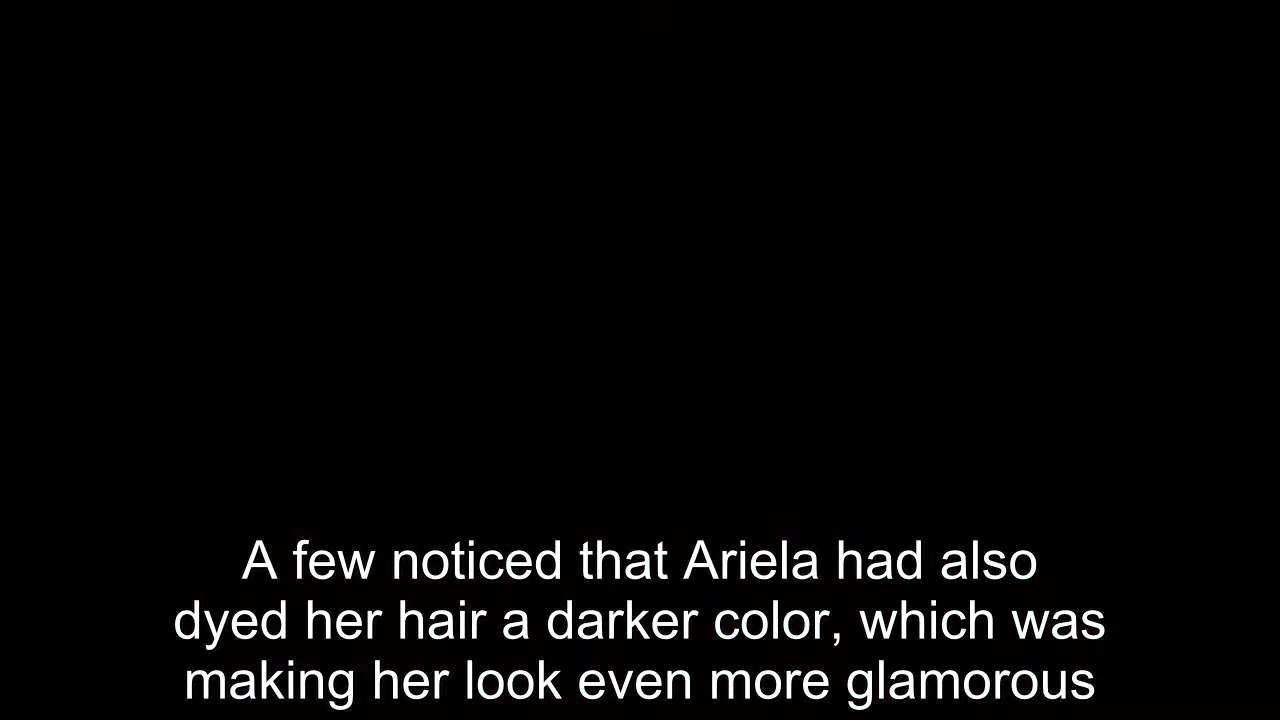 A few noticed that Ariela had also
dyed her hair a darker color, which was
making her look even more glamorous